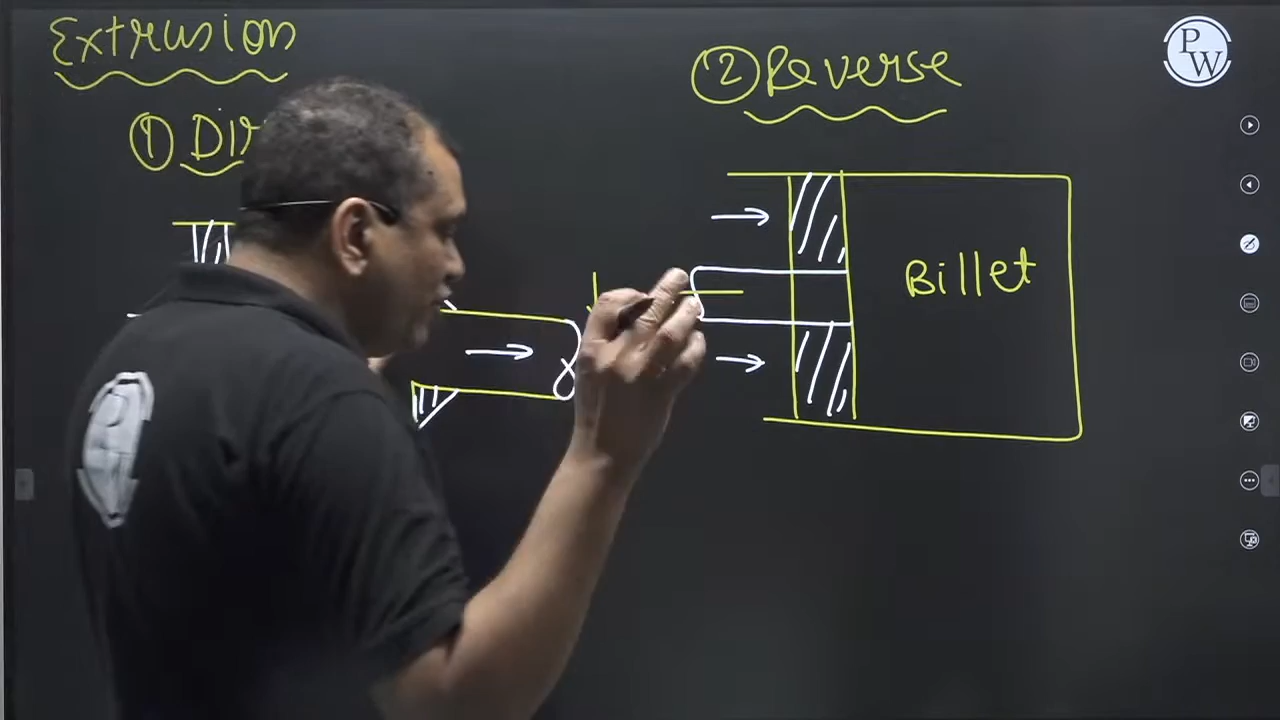 Extrusion
① Dir
② Reverse
Billet
PW